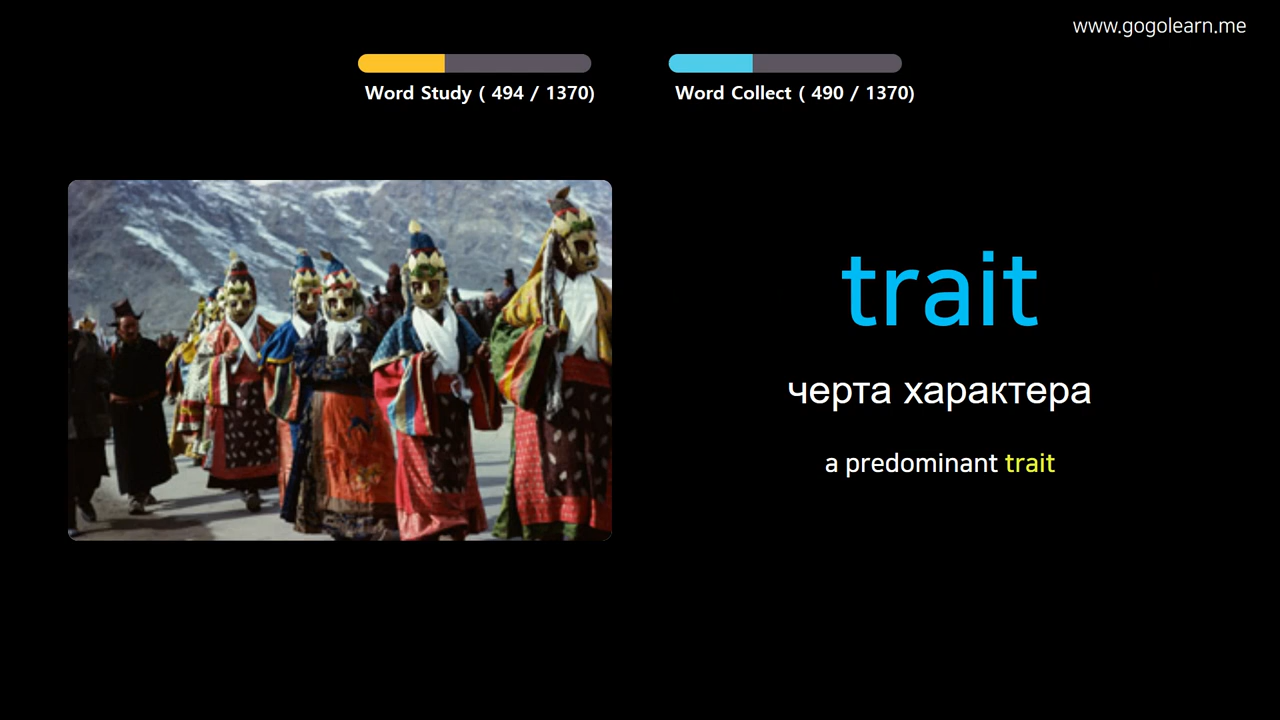 www.gogolearn.me
Word Study ( 494 / 1370)
Word Collect ( 490 / 1370)
trait
черта характера
a predominant trait